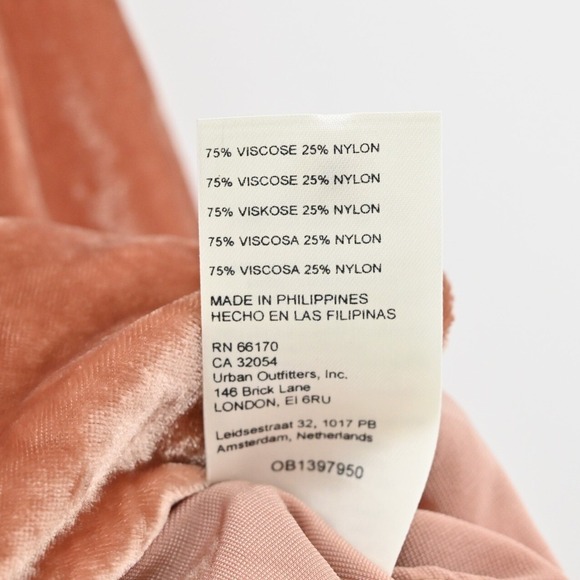 75% VISCOSE 25% NYLON
75% VISCOSE 25% NYLON
75% VISKOSE 25% NYLON
75% VISCOSA 25% NYLON
75% VISCOSA 25% NYLON
MADE IN PHILIPPINES
HECHO EN LAS FILIPINAS
RN 66170
CA 32054
Urban Outfitters, Inc.
146 Brick Lane
LONDON, EI 6RU
Leidsestraat 32, 1017 PB
Amsterdam, Netherlands
OB1397950